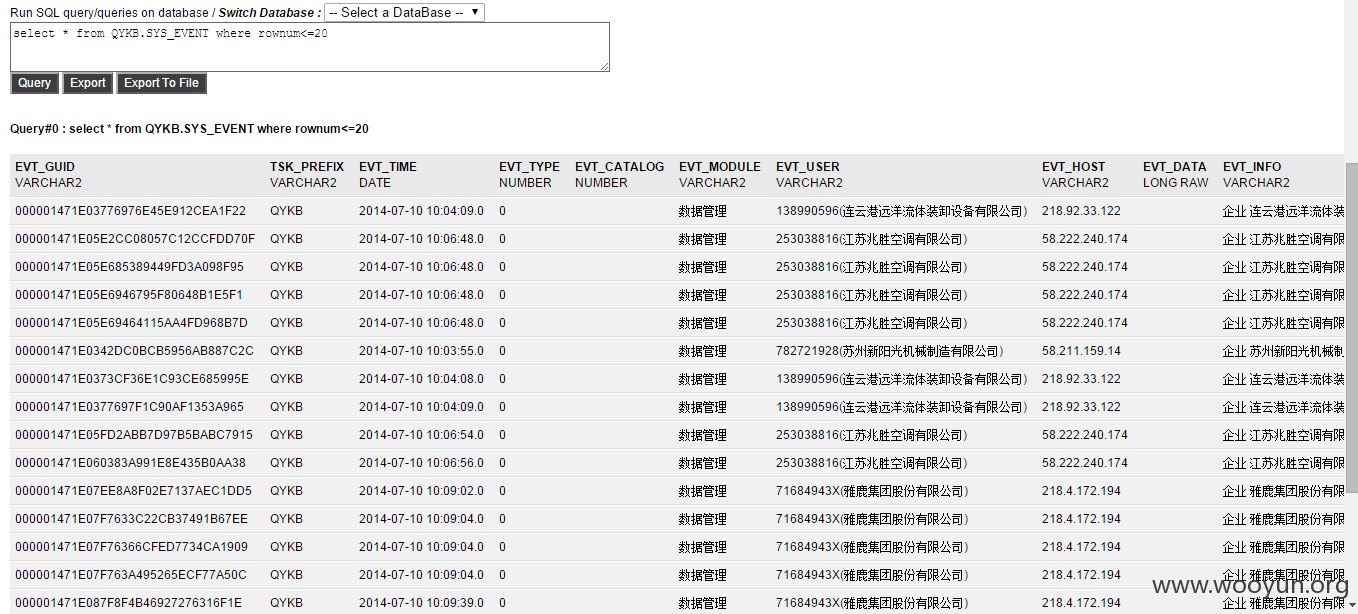 Run SQL query/queries on database / Switch Database : -- Select a DataBase -- ▼
select * from QYKB.SYS_EVENT where rownum<=20
Query Export Export To File
Query#0 : select * from QYKB.SYS_EVENT where rownum<=20
EVT_GUID TSK_PREFIX EVT_TIME EVT_TYPE EVT_CATALOG EVT_MODULE EVT_USER EVT_HOST EVT_DATA EVT_INFO
VARCHAR2 VARCHAR2 DATE NUMBER NUMBER VARCHAR2 VARCHAR2 VARCHAR2 LONG RAW VARCHAR2
000001471E03776976E45E912CEA1F22 QYKB 2014-07-10 10:04:09.0 0 数据管理 138990596(连云港远洋流体装卸设备有限公司) 218.92.33.122 企业 连云港远洋流体装
000001471E05E2CC08057C12CCFDD70F QYKB 2014-07-10 10:06:48.0 0 数据管理 253038816(江苏兆胜空调有限公司) 58.222.240.174 企业 江苏兆胜空调有限
000001471E05E685389449FD3A098F95 QYKB 2014-07-10 10:06:48.0 0 数据管理 253038816(江苏兆胜空调有限公司) 58.222.240.174 企业 江苏兆胜空调有限
000001471E05E6946795F80648B1E5F1 QYKB 2014-07-10 10:06:48.0 0 数据管理 253038816(江苏兆胜空调有限公司) 58.222.240.174 企业 江苏兆胜空调有限
000001471E05E69464115AA4FD968B7D QYKB 2014-07-10 10:06:48.0 0 数据管理 253038816(江苏兆胜空调有限公司) 58.222.240.174 企业 江苏兆胜空调有限
000001471E0342DC0BCB5956AB887C2C QYKB 2014-07-10 10:03:55.0 0 数据管理 782721928(苏州新阳光机械制造有限公司) 58.211.159.14 企业 苏州新阳光机械制
000001471E0373CF36E1C93CE685995E QYKB 2014-07-10 10:04:08.0 0 数据管理 138990596(连云港远洋流体装卸设备有限公司) 218.92.33.122 企业 连云港远洋流体装
000001471E0377697F1C90AF1353A965 QYKB 2014-07-10 10:04:09.0 0 数据管理 138990596(连云港远洋流体装卸设备有限公司) 218.92.33.122 企业 连云港远洋流体装
000001471E05FD2ABB7D97B5BABC7915 QYKB 2014-07-10 10:06:54.0 0 数据管理 253038816(江苏兆胜空调有限公司) 58.222.240.174 企业 江苏兆胜空调有限
000001471E060383A991E8E435B0AA38 QYKB 2014-07-10 10:06:56.0 0 数据管理 253038816(江苏兆胜空调有限公司) 58.222.240.174 企业 江苏兆胜空调有限
000001471E07EE8A8F02E7137AEC1DD5 QYKB 2014-07-10 10:09:02.0 0 数据管理 71684943X(雅鹿集团股份有限公司) 218.4.172.194 企业 雅鹿集团股份有限
000001471E07F7633C22CB37491B67EE QYKB 2014-07-10 10:09:04.0 0 数据管理 71684943X(雅鹿集团股份有限公司) 218.4.172.194 企业 雅鹿集团股份有限
000001471E07F76366CFED7734CA1909 QYKB 2014-07-10 10:09:04.0 0 数据管理 71684943X(雅鹿集团股份有限公司) 218.4.172.194 企业 雅鹿集团股份有限
000001471E07F763A495265ECF77A50C QYKB 2014-07-10 10:09:04.0 0 数据管理 71684943X(雅鹿集团股份有限公司) 218.4.172.194 企业 雅鹿集团股份有限
000001471E087F8F4B46927276316F1E QYKB 2014-07-10 10:09:39.0 0 数据管理 71684943X(雅鹿集团股份有限公司) 218.4.172.194 企业 雅鹿集团股份有限
www.wooyun.org